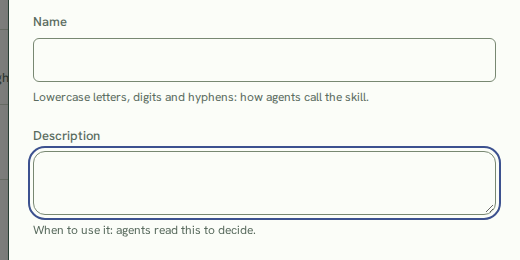 Name
Lowercase letters, digits and hyphens: how agents call the skill.
Description
When to use it: agents read this to decide.